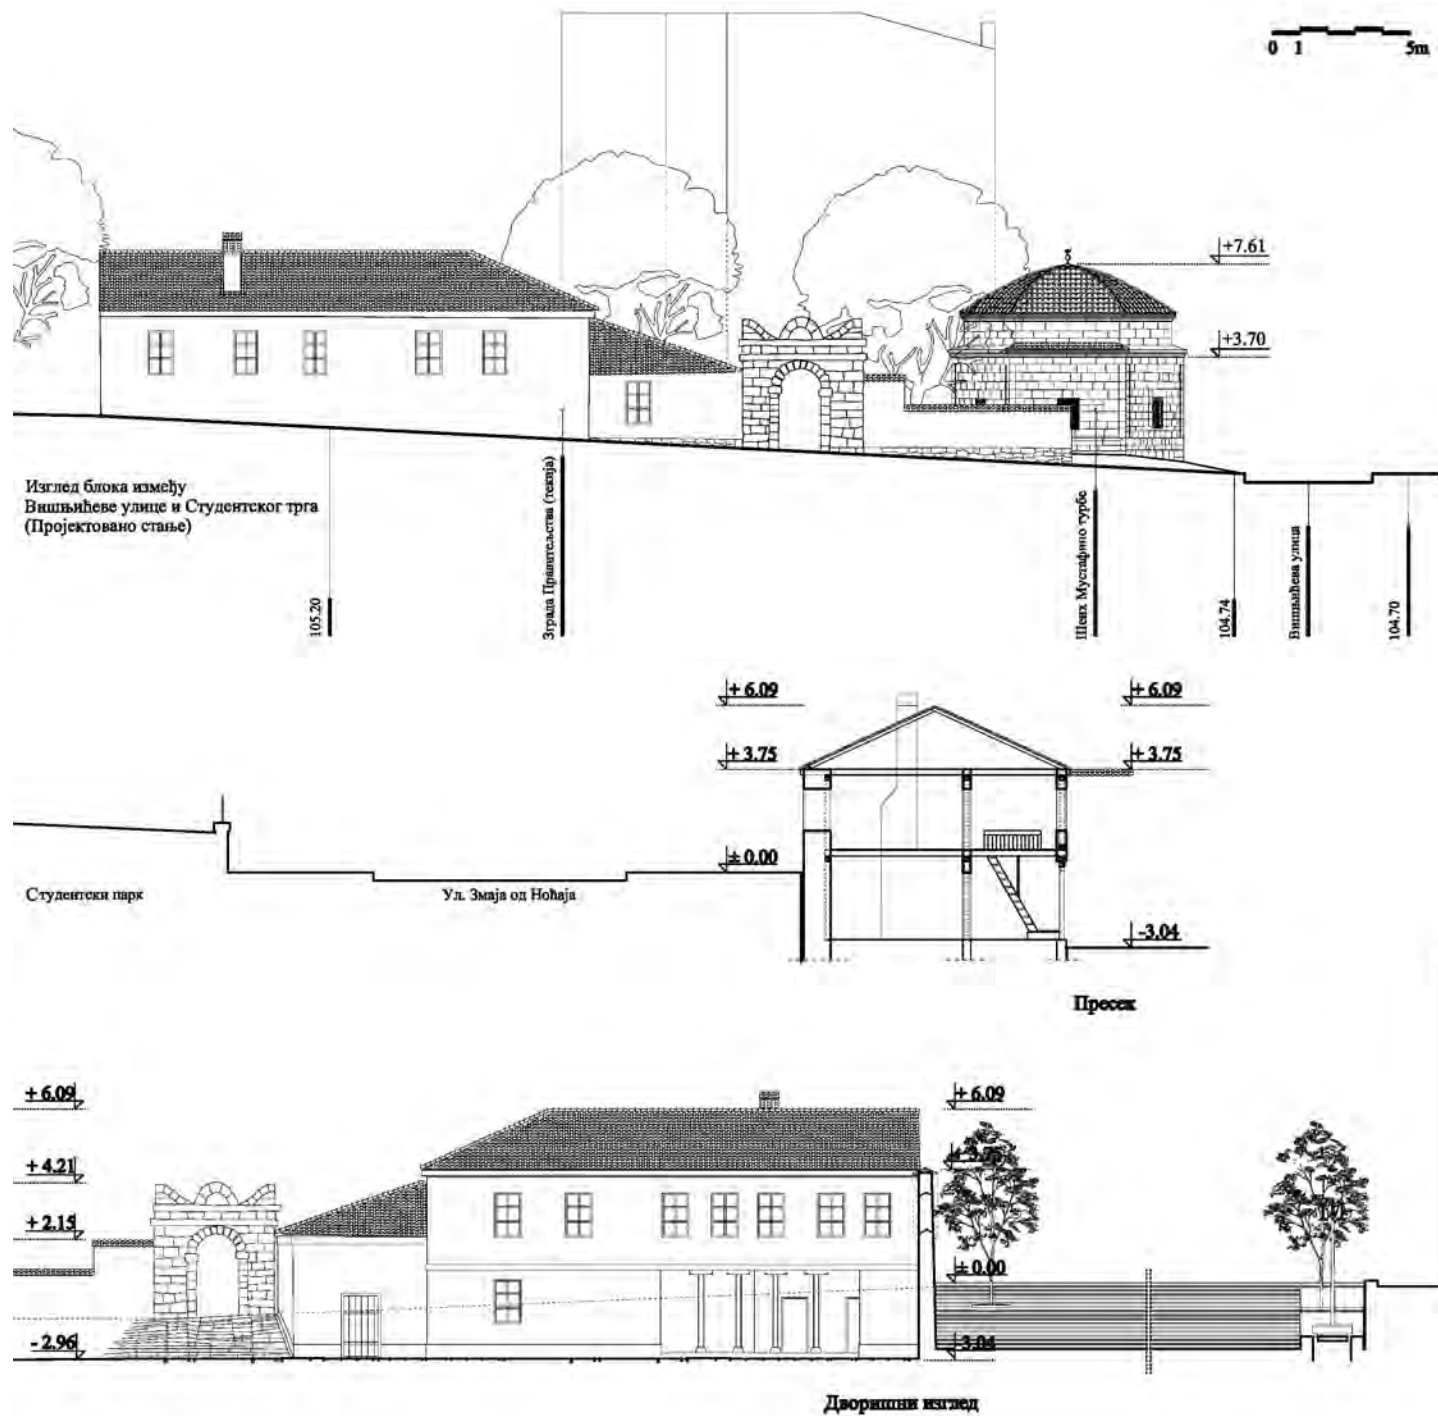 0 1 5m
+7.61
+3.70
Изглед блока између
Вишњићеве улице и Студентског трга
(Пројектовано стање)
105.20
Зграда Пријатељства (текија)
Шеих Мустафино турбе
104.74
Вишњићева улица
104.70
+ 6.09
+ 6.09
+ 3.75
+ 3.75
± 0.00
Студентски парк
Ул. Змаја од Ноћаја
-3.04
Пресек
+ 6.09
+ 6.09
+ 4.21
+ 3.75
+ 2.15
± 0.00
- 2.96
-3.04
Дворишни изглед